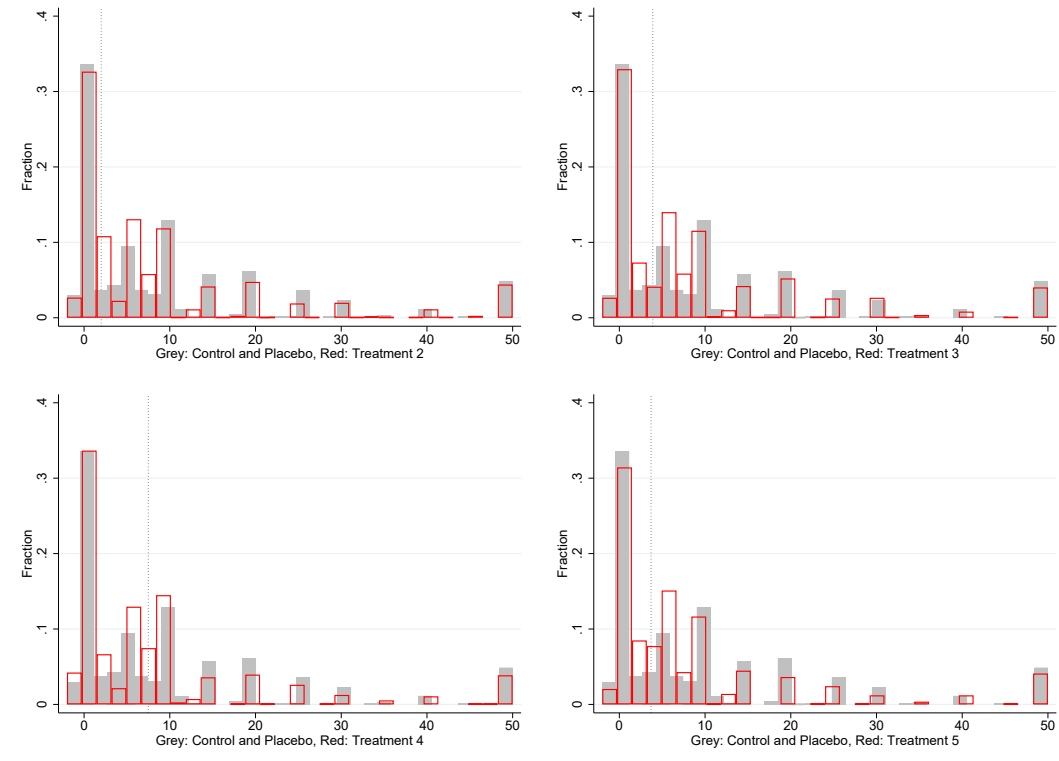 .4
.3
.2
.1
0
Fraction
0 10 20 30 40 50
Grey: Control and Placebo, Red: Treatment 2
.4
.3
.2
.1
0
Fraction
0 10 20 30 40 50
Grey: Control and Placebo, Red: Treatment 3
.4
.3
.2
.1
0
Fraction
0 10 20 30 40 50
Grey: Control and Placebo, Red: Treatment 4
.4
.3
.2
.1
0
Fraction
0 10 20 30 40 50
Grey: Control and Placebo, Red: Treatment 5